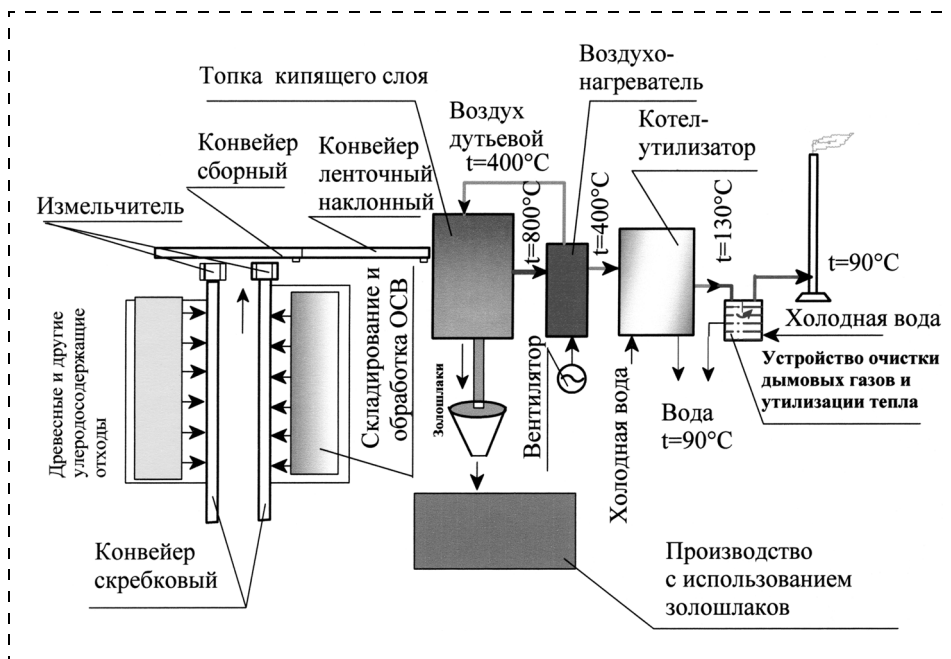 Топка кипящего слоя
Воздухо-
нагреватель
Воздух
дутьевой
t=400°C
Котел-
утилизатор
Конвейер
сборный
Конвейер
ленточный
наклонный
Измельчитель
t=800°C
t=400°C
t=130°C
t=90°C
Холодная вода
Устройство очистки
дымовых газов и
утилизации тепла
Древесные и другие
улеродосодержащие
отходы
Складирование и
обработка ОСВ
Золошлаки
Вентилятор
Холодная вода
Вода
t=90°C
Конвейер
скребковый
Производство
с использованием
золошлаков